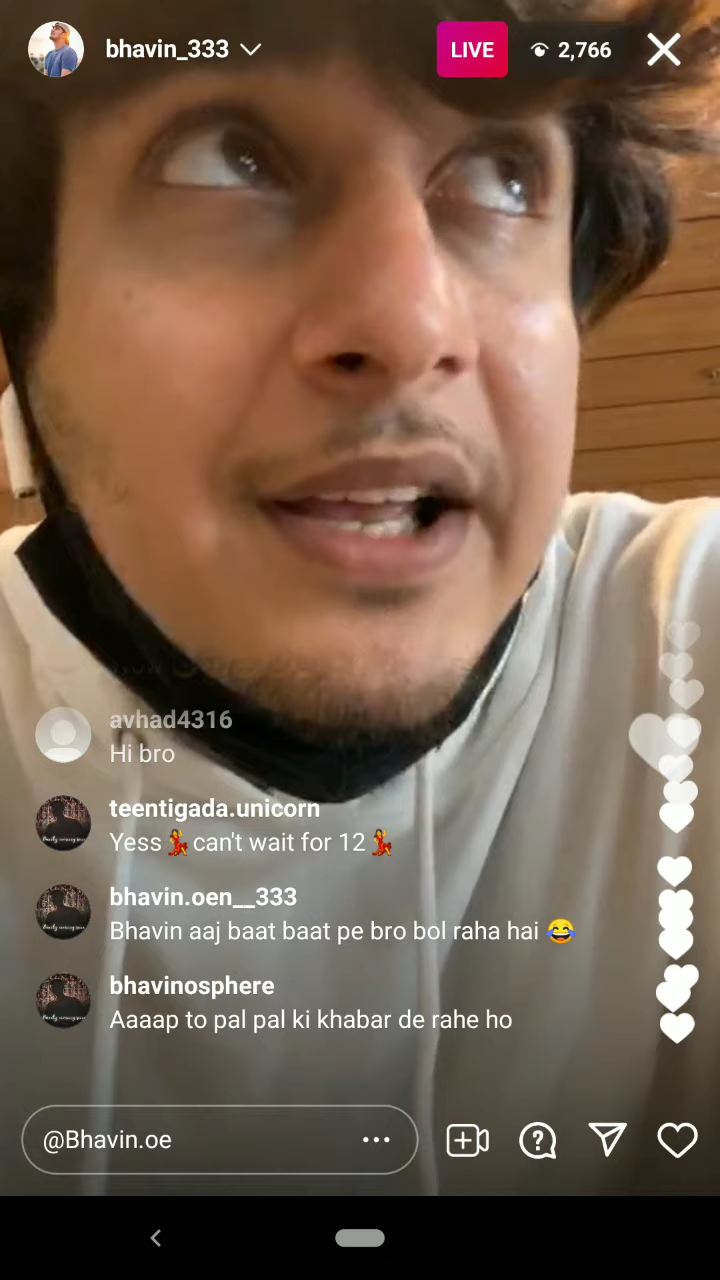 bhavin_333
LIVE
2,766
avhad4316
Hi bro
teentigada.unicorn
Yess💃can't wait for 12💃
bhavin.oen__333
Bhavin aaj baat baat pe bro bol raha hai 😂
bhavinosphere
Aaaap to pal pal ki khabar de rahe ho
@Bhavin.oe